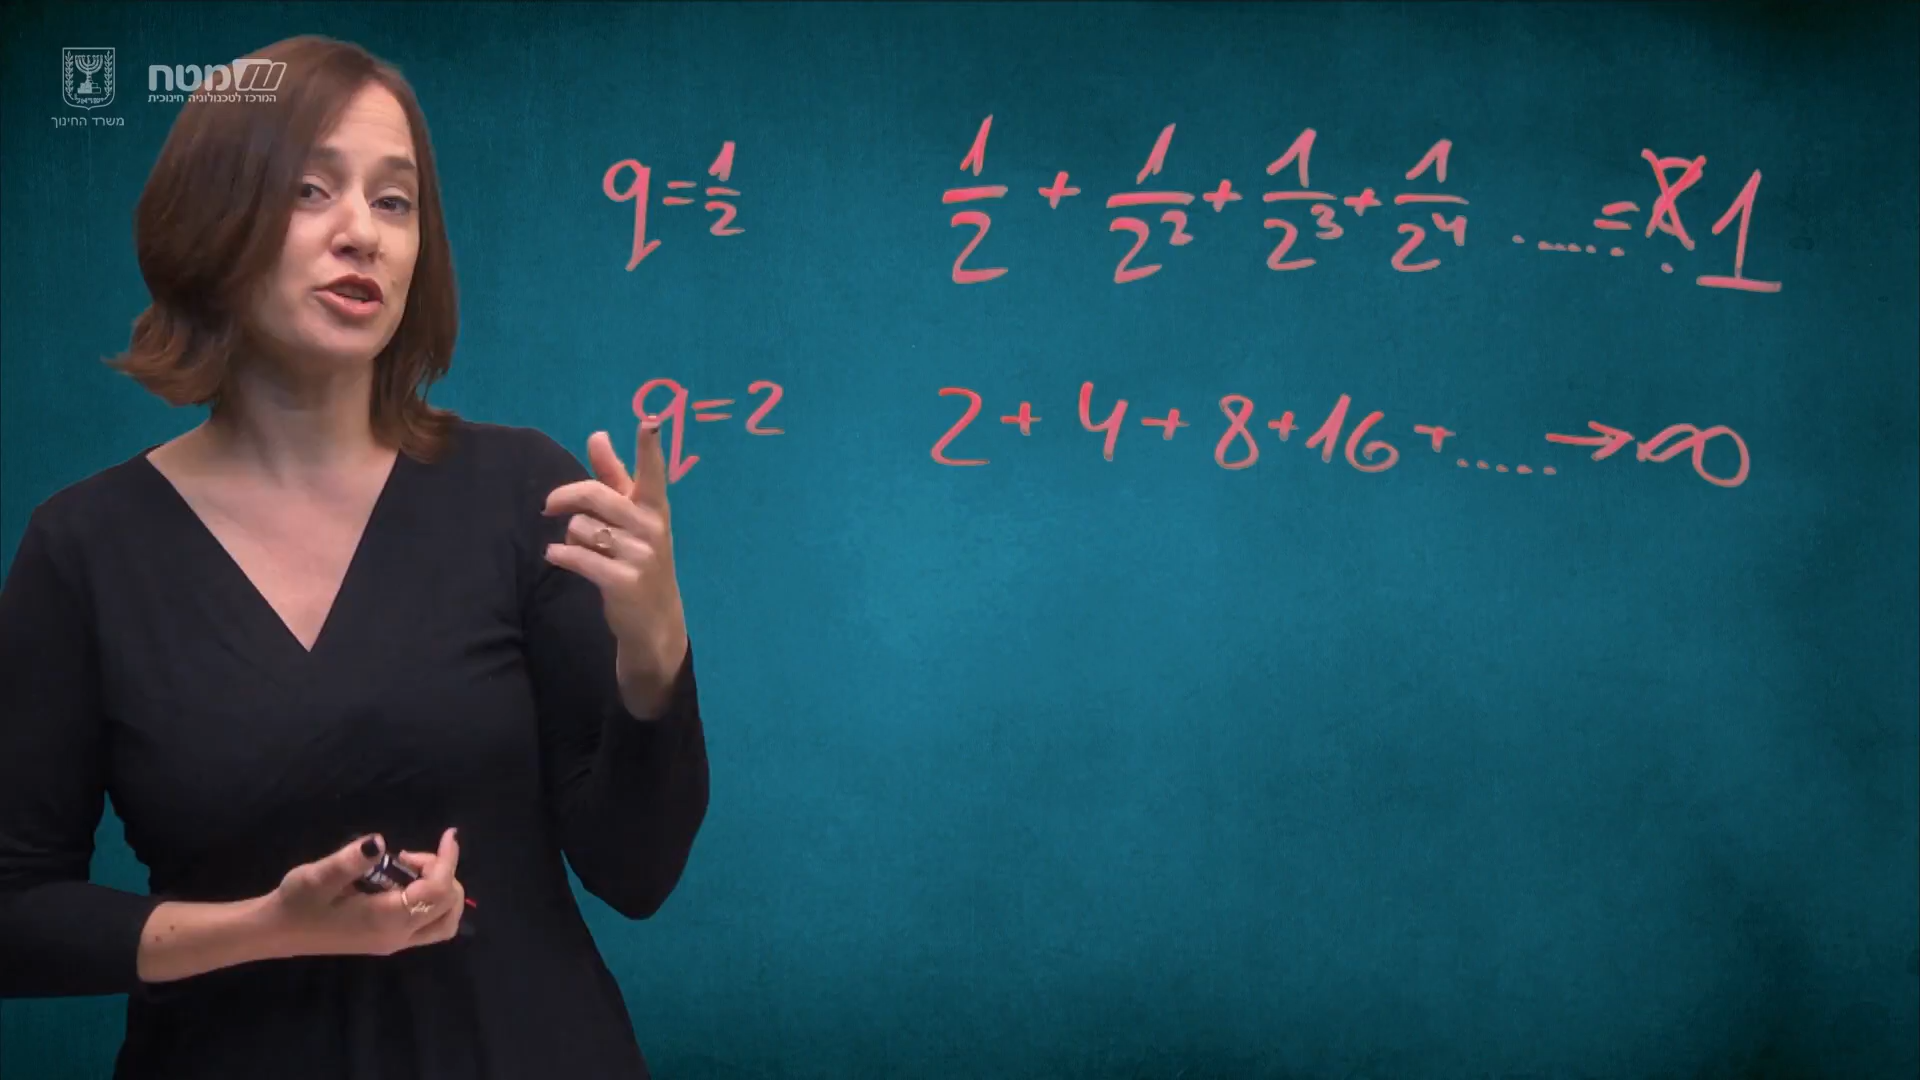 מטח
המרכז לטכנולוגיה חינוכית
ישראל
משרד החינוך
q=1/2 1/2 + 1/2² + 1/2³ + 1/2⁴ ....... = 1
q=2 2+4+8+16+.....→∞